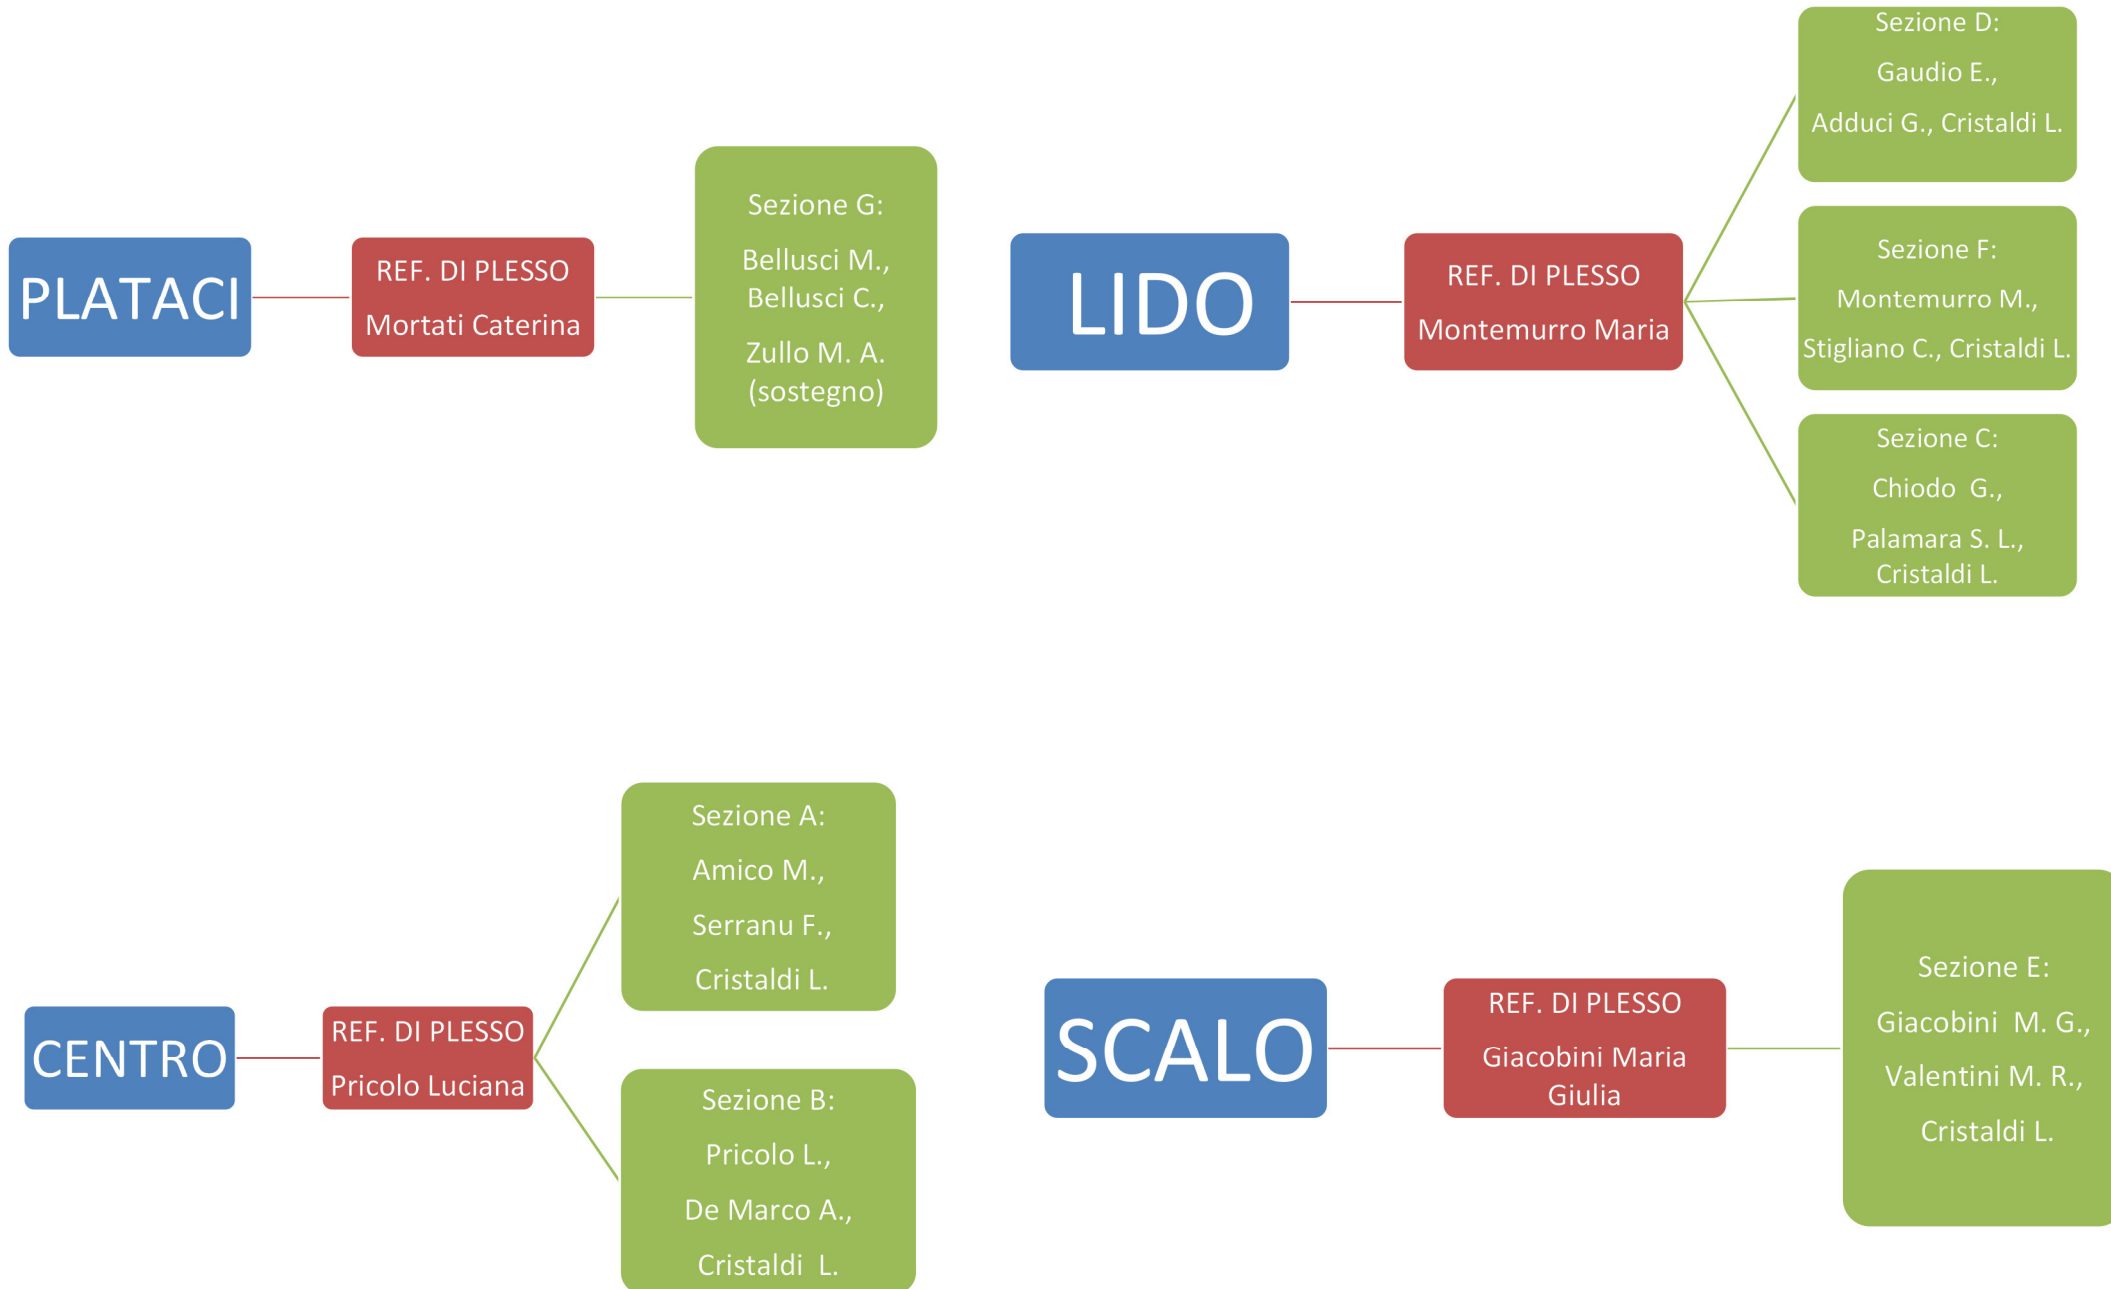 PLATACI
REF. DI PLESSO
Mortati Caterina
Sezione G:
Bellusci M.,
Bellusci C.,
Zullo M. A.
(sostegno)
LIDO
REF. DI PLESSO
Montemurro Maria
Sezione D:
Gaudio E.,
Adduci G., Cristaldi L.
Sezione F:
Montemurro M.,
Stigliano C., Cristaldi L.
Sezione C:
Chiodo G.,
Palamara S. L.,
Cristaldi L.
CENTRO
REF. DI PLESSO
Pricolo Luciana
Sezione A:
Amico M.,
Serranu F.,
Cristaldi L.
Sezione B:
Pricolo L.,
De Marco A.,
Cristaldi L.
SCALO
REF. DI PLESSO
Giacobini Maria
Giulia
Sezione E:
Giacobini M. G.,
Valentini M. R.,
Cristaldi L.